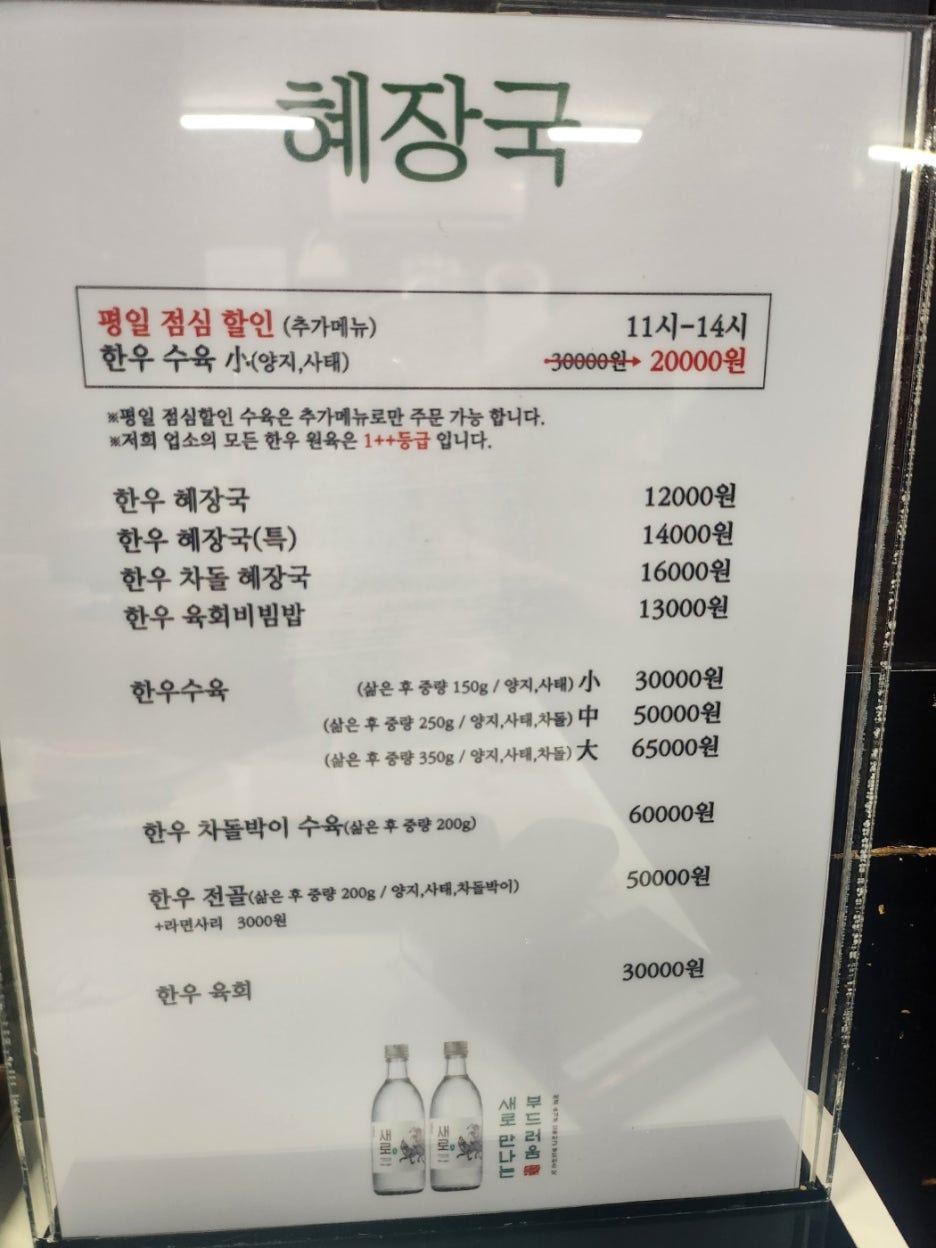 혜장국
평일 점심 할인 (추가메뉴) 11시-14시
한우 수육 小(양지,사태) 30000원 → 20000원
※평일 점심할인 수육은 추가메뉴로만 주문 가능 합니다.
※저희 업소의 모든 한우 원육은 1++등급 입니다.
한우 혜장국 12000원
한우 혜장국(특) 14000원
한우 차돌 혜장국 16000원
한우 육회비빔밥 13000원
한우수육 (삶은 후 중량 150g / 양지,사태) 小 30000원
(삶은 후 중량 250g / 양지,사태,차돌) 中 50000원
(삶은 후 중량 350g / 양지,사태,차돌) 大 65000원
한우 차돌박이 수육(삶은 후 중량 200g) 60000원
한우 전골(삶은 후 중량 200g / 양지,사태,차돌박이) 50000원
+라면사리 3000원
한우 육회 30000원
새로
새로
부드러움
새로 만나는